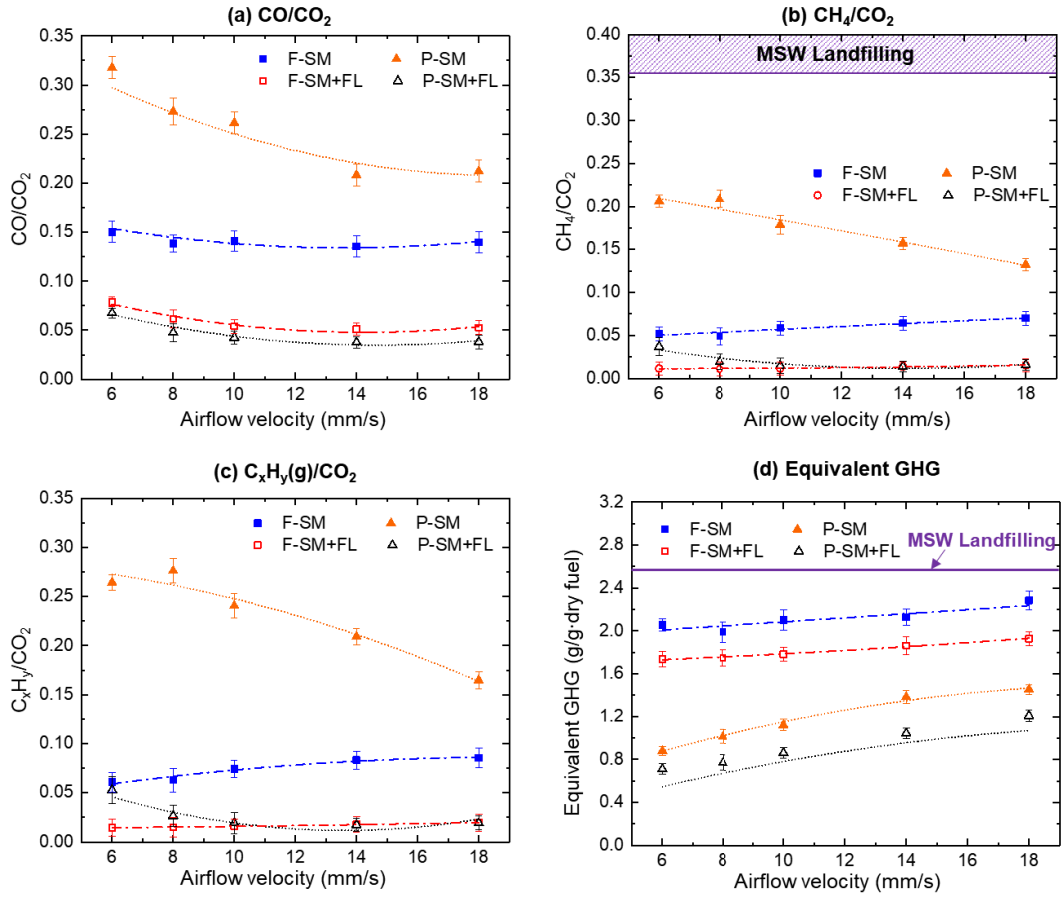 (a) CO/CO₂
0.35
0.30
0.25
0.20
0.15
0.10
0.05
0.00
CO/CO₂
F-SM
P-SM
F-SM+FL
P-SM+FL
6 8 10 12 14 16 18
Airflow velocity (mm/s)
(b) CH₄/CO₂
0.40
0.35
0.30
0.25
0.20
0.15
0.10
0.05
0.00
CH₄/CO₂
MSW Landfilling
F-SM
P-SM
F-SM+FL
P-SM+FL
6 8 10 12 14 16 18
Airflow velocity (mm/s)
(c) CₓHᵧ(g)/CO₂
0.35
0.30
0.25
0.20
0.15
0.10
0.05
0.00
CₓHᵧ/CO₂
F-SM
P-SM
F-SM+FL
P-SM+FL
6 8 10 12 14 16 18
Airflow velocity (mm/s)
(d) Equivalent GHG
3.2
2.8
2.4
2.0
1.6
1.2
0.8
0.4
0.0
Equivalent GHG (g/g·dry fuel)
F-SM
P-SM
F-SM+FL
P-SM+FL
MSW Landfilling
6 8 10 12 14 16 18
Airflow velocity (mm/s)